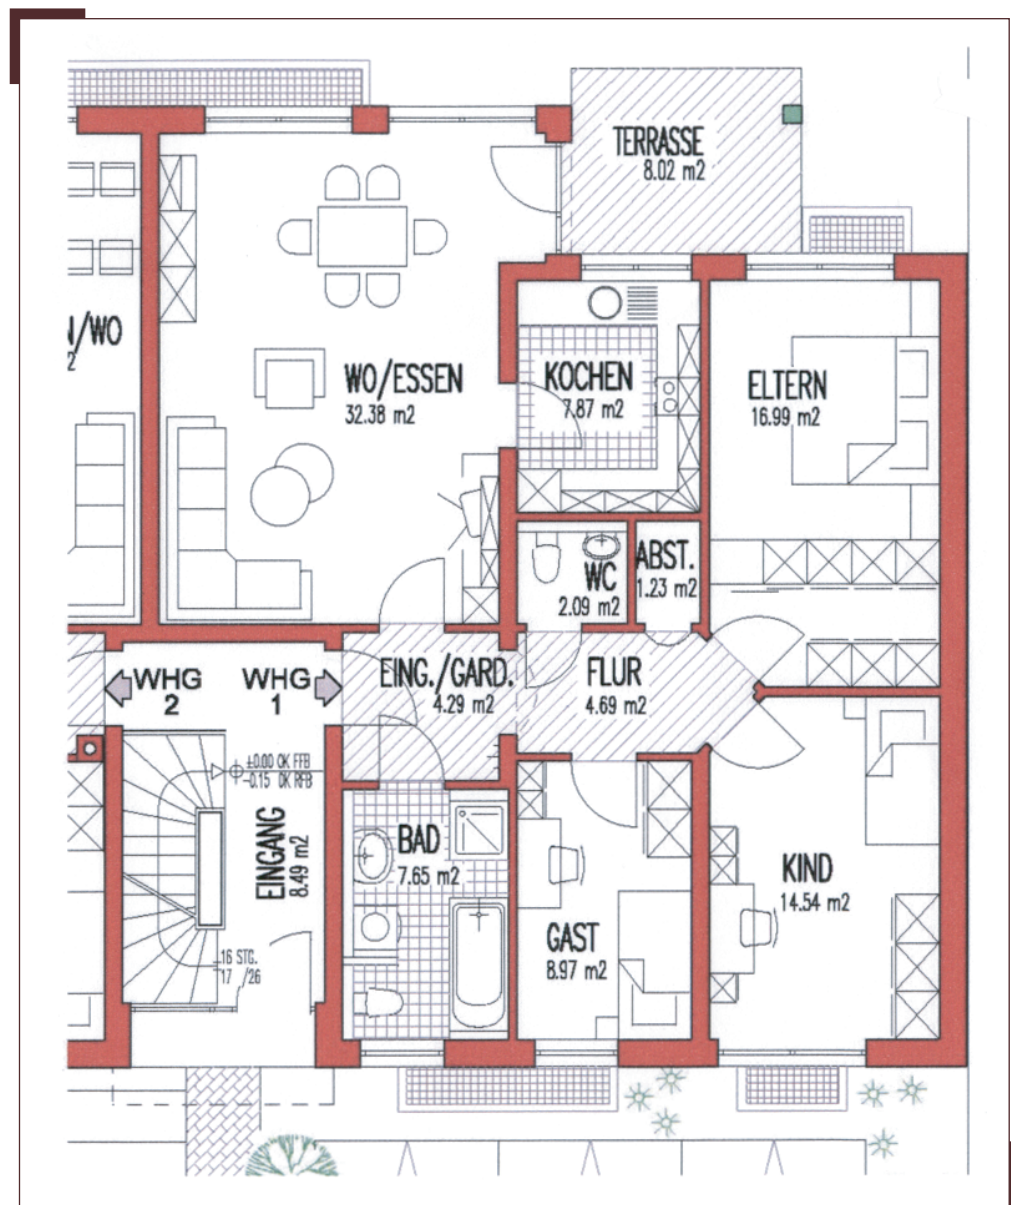 TERRASSE
8.02 m2
/WO
2
WO/ESSEN
32.38 m2
KOCHEN
7.87 m2
ELTERN
16.99 m2
WC
2.09 m2
ABST.
1.23 m2
WHG
2
WHG
1
EING./GARD.
4.29 m2
FLUR
4.69 m2
±0.00 OK FFB
-0.15 OK RFB
EINGANG
8.49 m2
BAD
7.65 m2
KIND
14.54 m2
GAST
8.97 m2
16 STG.
17 /26